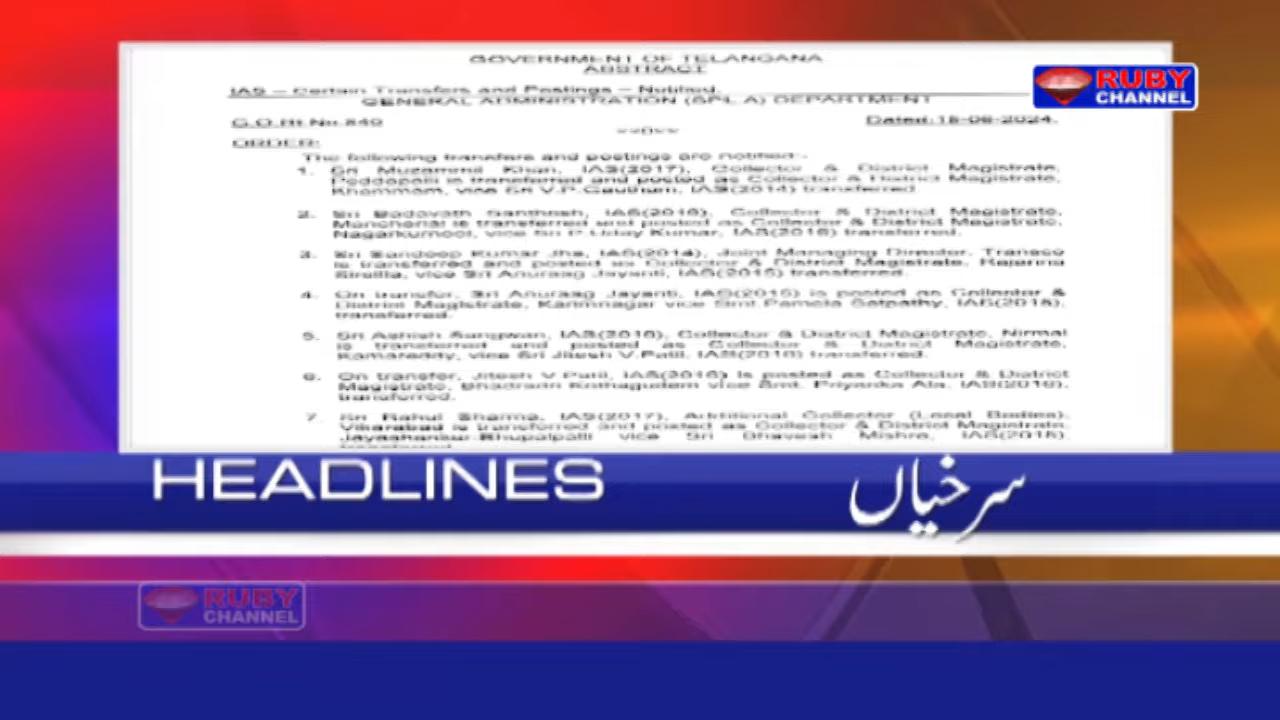 GOVERNMENT OF TELANGANA
ABSTRACT
IAS – Certain Transfers and Postings – Notified.
GENERAL ADMINISTRATION (SPL.A) DEPARTMENT
G.O.Rt.No.840 Dated:15-06-2024.
ORDER:
The following transfers and postings are notified:-
1. Sri Muzammil Khan, IAS(2017), Collector & District Magistrate,
Peddapalli is transferred and posted as Collector & District Magistrate,
Khammam, vice Sri V.P.Gautham, IAS(2014) transferred.
2. Sri Badavath Santhosh, IAS(2016), Collector & District Magistrate,
Mancherial is transferred and posted as Collector & District Magistrate,
Nagarkurnool, vice Sri P Uday Kumar, IAS(2016) transferred.
3. Sri Sandeep Kumar Jha, IAS(2014), Joint Managing Director, Transco
is transferred and posted as Collector & District Magistrate, Rajanna
Sircilla, vice Sri Anuraag Jayanti, IAS(2015) transferred.
4. On transfer, Sri Anuraag Jayanti, IAS(2015) is posted as Collector &
District Magistrate, Karimnagar vice Smt Pamela Satpathy, IAS(2015),
transferred.
5. Sri Ashish Sangwan, IAS(2016), Collector & District Magistrate, Nirmal
is transferred and posted as Collector & District Magistrate,
Kamareddy, vice Sri Jitesh V.Patil, IAS(2016) transferred.
6. On transfer, Jitesh V Patil, IAS(2016) is posted as Collector & District
Magistrate, Bhadradri Kothagudem vice Smt. Priyanka Ala, IAS(2016),
transferred.
7. Sri Rahul Sharma, IAS(2017), Additional Collector (Local Bodies),
Vikarabad is transferred and posted as Collector & District Magistrate,
Jayashankar-Bhupalpalli vice Sri Bhavesh Mishra, IAS(2015),
RUBY
CHANNEL
HEADLINES سرخیاں
RUBY
CHANNEL